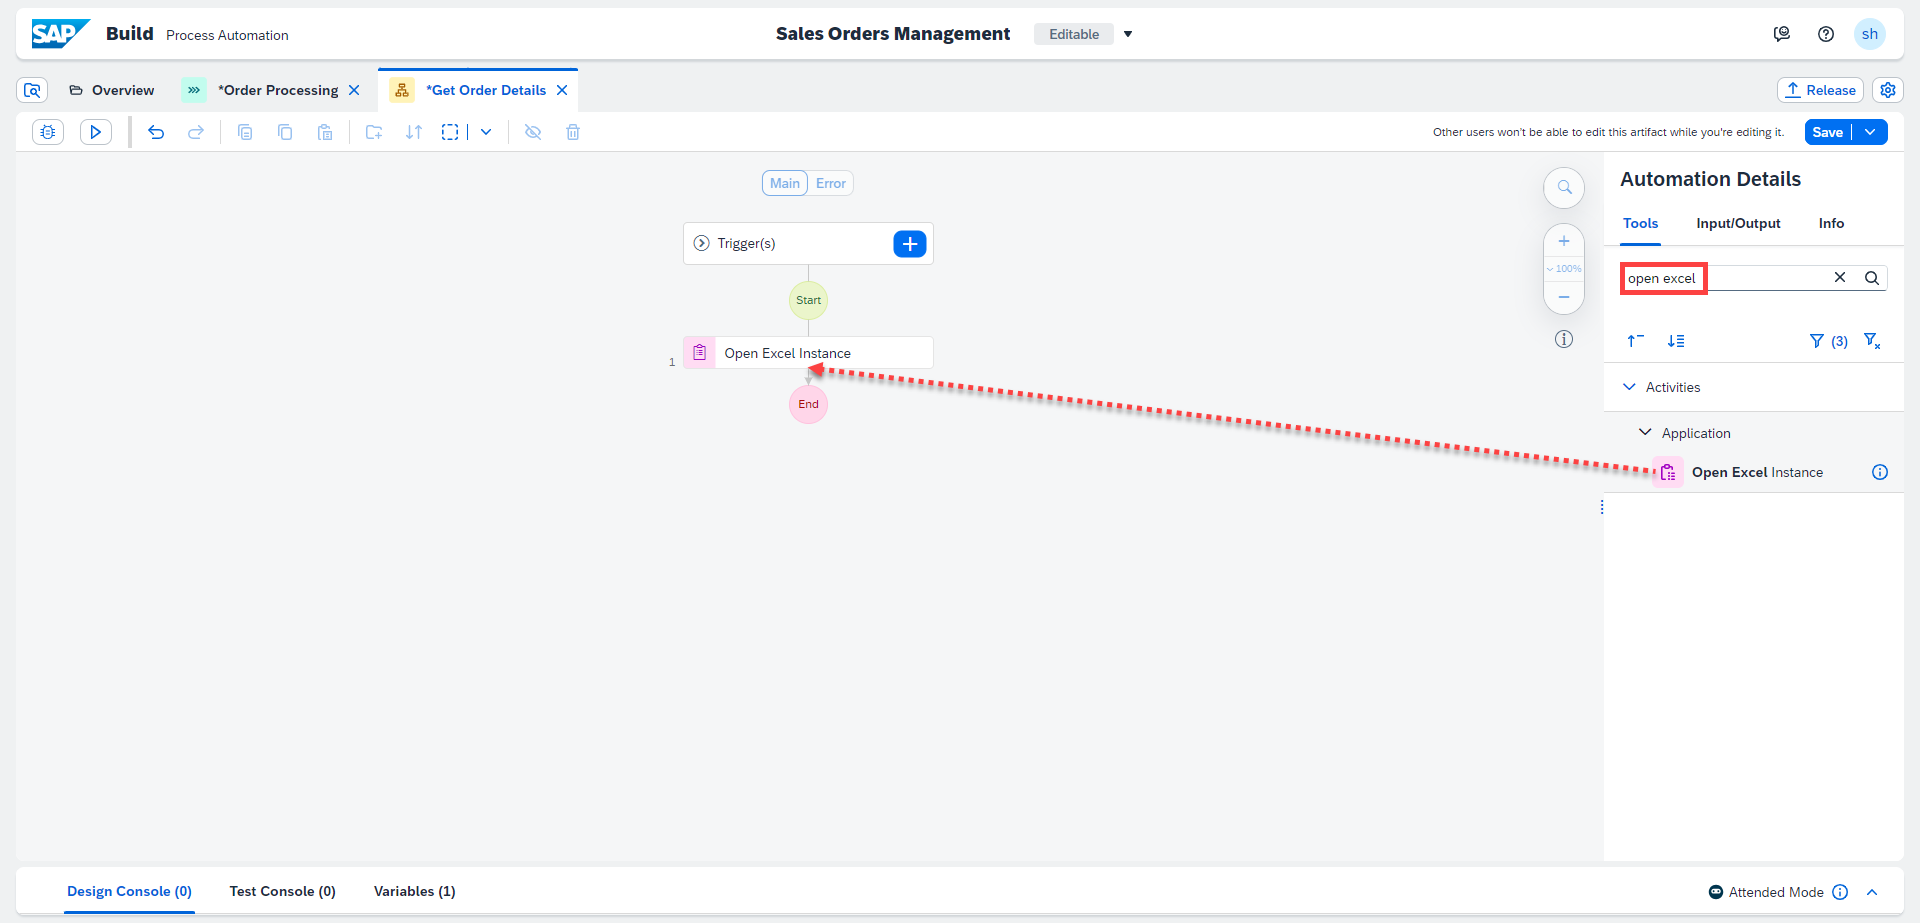 SAP Build Process Automation
Sales Orders Management Editable
sh
Overview
*Order Processing
*Get Order Details
Release
Other users won't be able to edit this artifact while you're editing it.
Save
Main Error
Trigger(s)
Start
1 Open Excel Instance
End
100%
Automation Details
Tools Input/Output Info
open excel
(3)
Activities
Application
Open Excel Instance
Design Console (0) Test Console (0) Variables (1)
Attended Mode